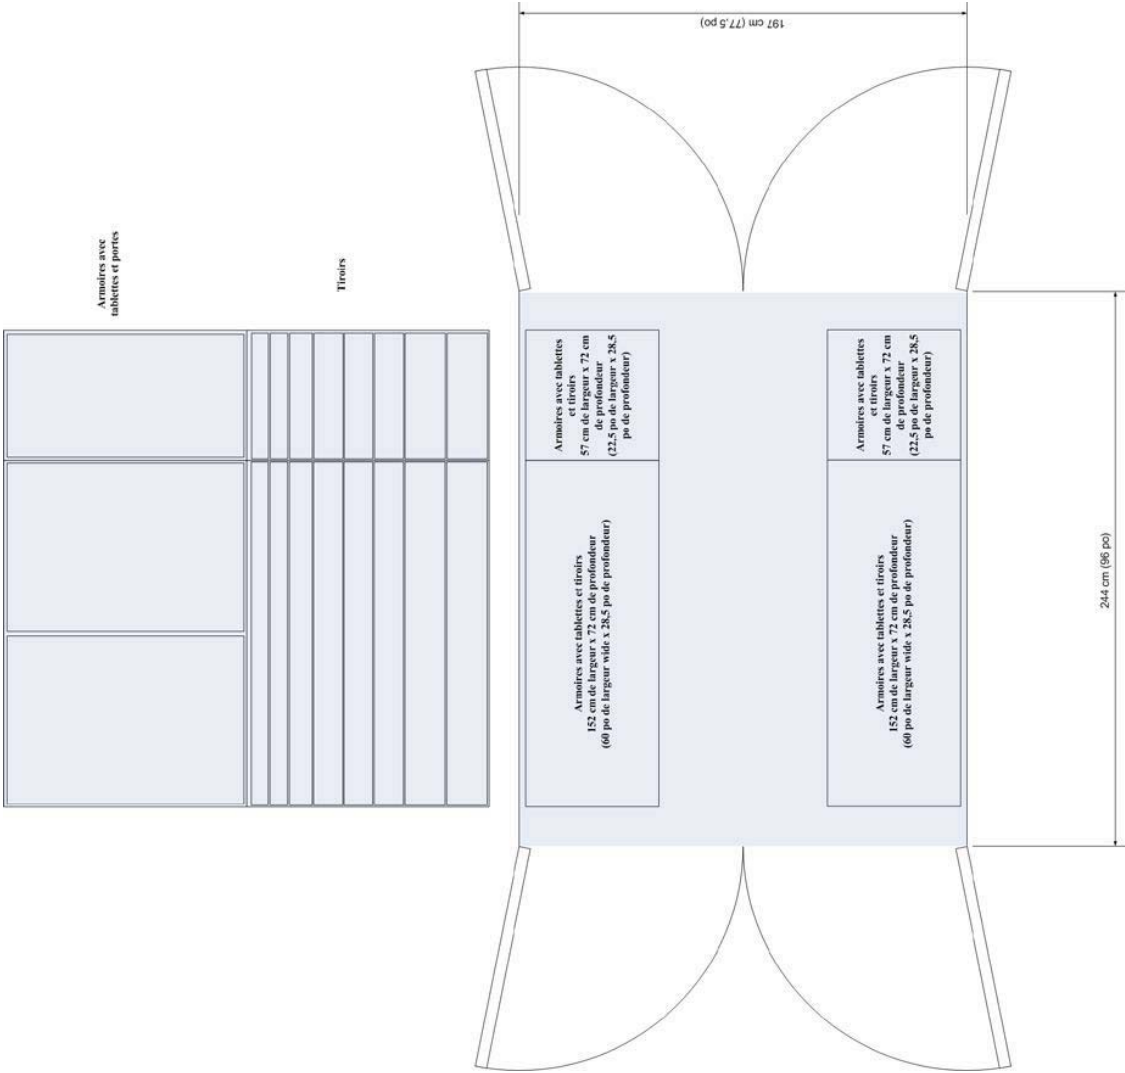 197 cm (77,5 po)
Armoires avec
tablettes et portes
Tiroirs
Armoires avec tablettes
et tiroirs
57 cm de largeur x 72 cm
de profondeur
(22,5 po de largeur x 28,5
po de profondeur)
Armoires avec tablettes
et tiroirs
57 cm de largeur x 72 cm
de profondeur
(22,5 po de largeur x 28,5
po de profondeur)
Armoires avec tablettes et tiroirs
152 cm de largeur x 72 cm de profondeur
(60 po de largeur wide x 28,5 po de profondeur)
Armoires avec tablettes et tiroirs
152 cm de largeur x 72 cm de profondeur
(60 po de largeur wide x 28,5 po de profondeur)
244 cm (96 po)